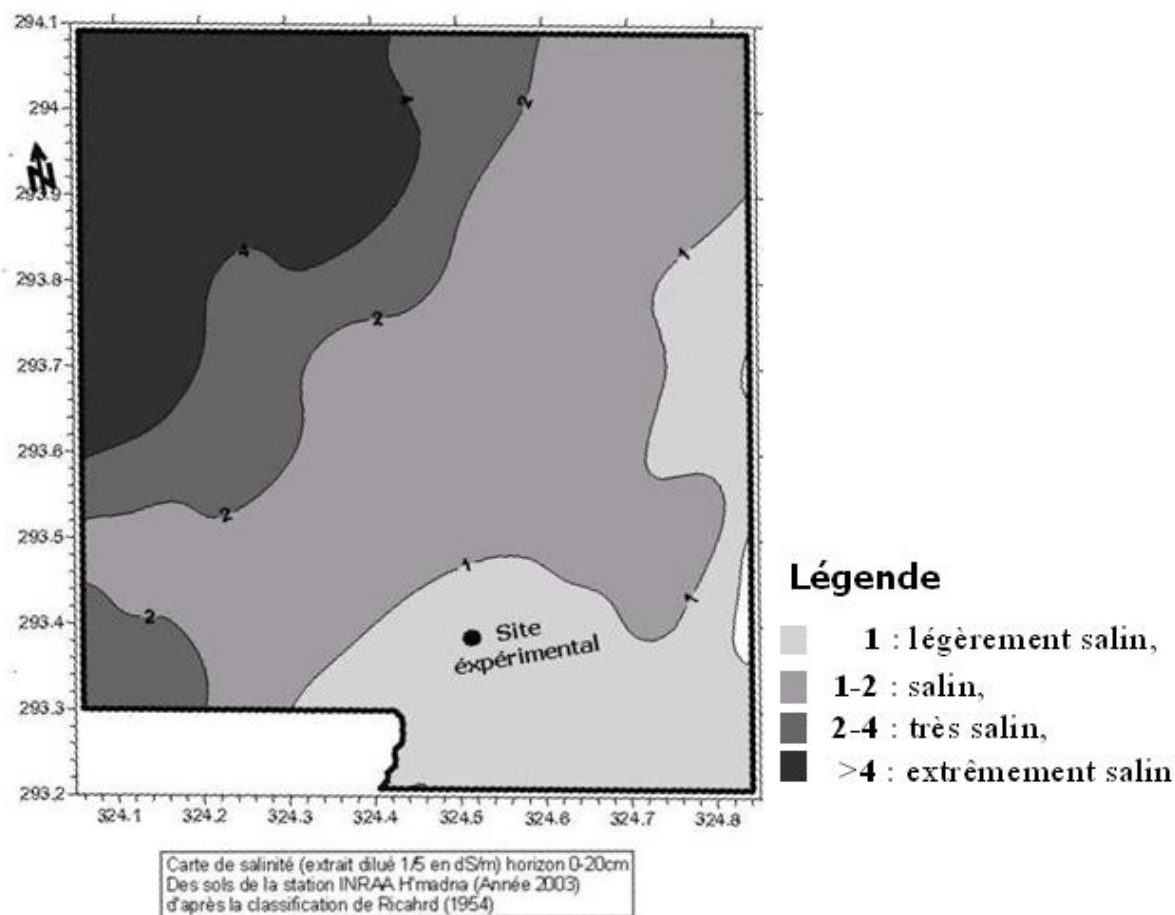 294.1
294
N
293.9
293.8
293.7
293.6
293.5
293.4
293.3
293.2
324.1 324.2 324.3 324.4 324.5 324.6 324.7 324.8
4
2
4
1
2
2
1
1
2
Site
éxpérimental
Légende
1 : légèrement salin,
1-2 : salin,
2-4 : très salin,
>4 : extrêmement salin
Carte de salinité (extrait dilué 1/5 en dS/m) horizon 0-20cm
Des sols de la station INRAA H'madna (Année 2003)
d'après la classification de Ricahrd (1954)